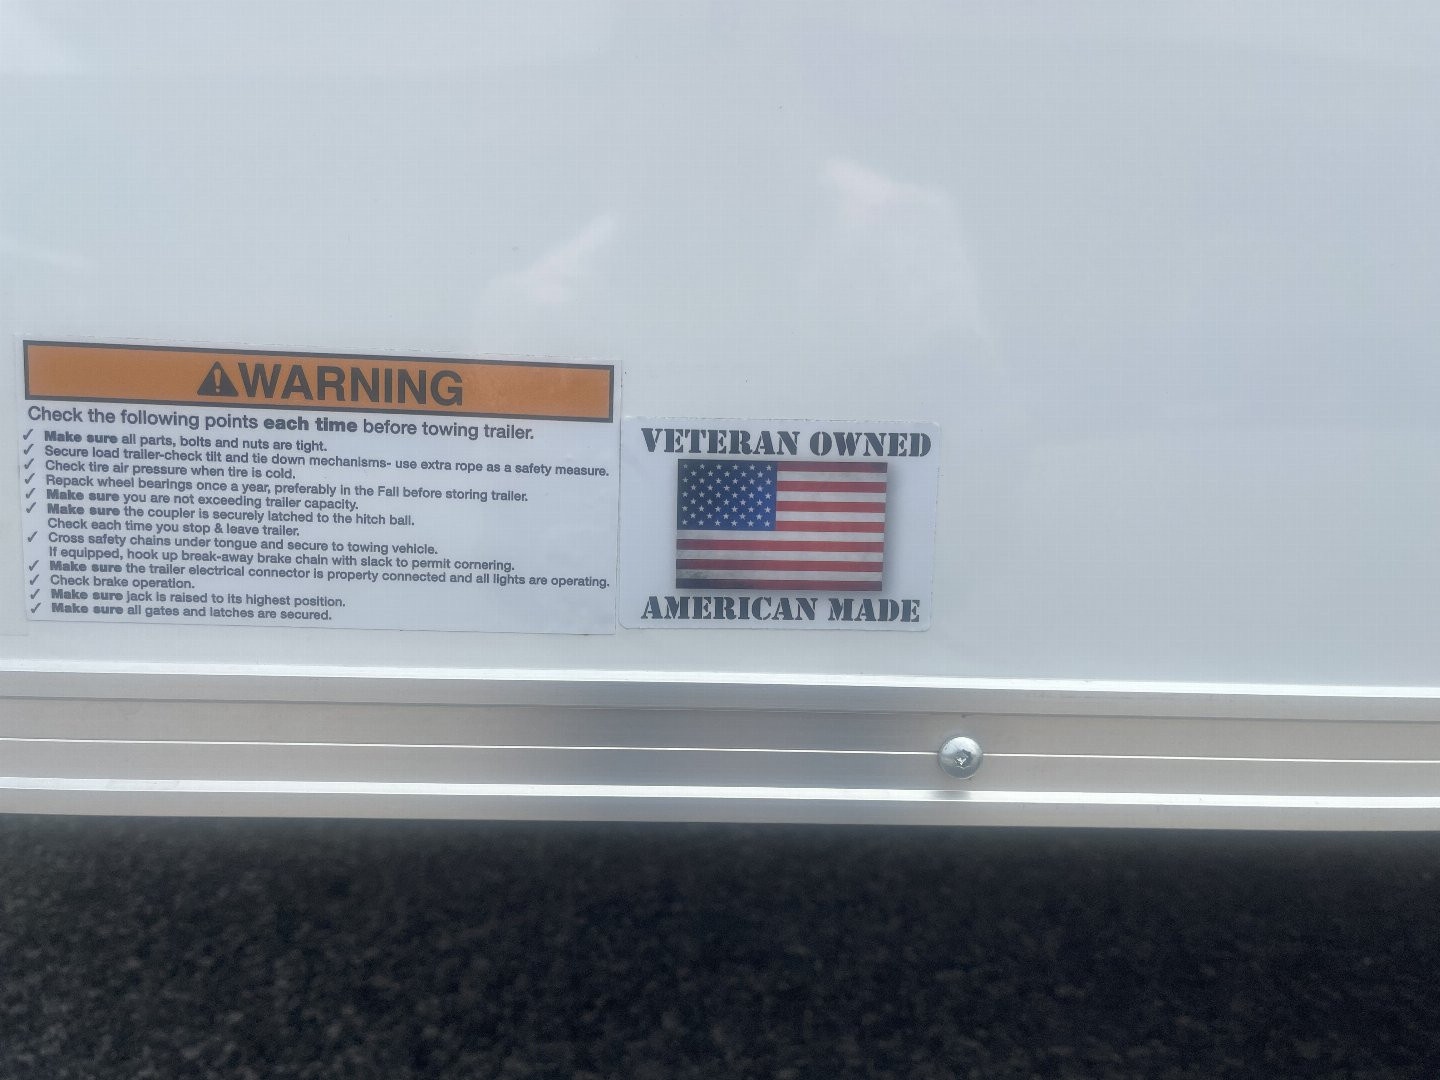 ⚠WARNING
Check the following points each time before towing trailer.
✓ Make sure all parts, bolts and nuts are tight.
✓ Secure load trailer-check tilt and tie down mechanisms- use extra rope as a safety measure.
✓ Check tire air pressure when tire is cold.
✓ Repack wheel bearings once a year, preferably in the Fall before storing trailer.
✓ Make sure you are not exceeding trailer capacity.
✓ Make sure the coupler is securely latched to the hitch ball.
Check each time you stop & leave trailer.
✓ Cross safety chains under tongue and secure to towing vehicle.
If equipped, hook up break-away brake chain with slack to permit cornering.
✓ Make sure the trailer electrical connector is property connected and all lights are operating.
✓ Check brake operation.
✓ Make sure jack is raised to its highest position.
✓ Make sure all gates and latches are secured.
VETERAN OWNED
AMERICAN MADE